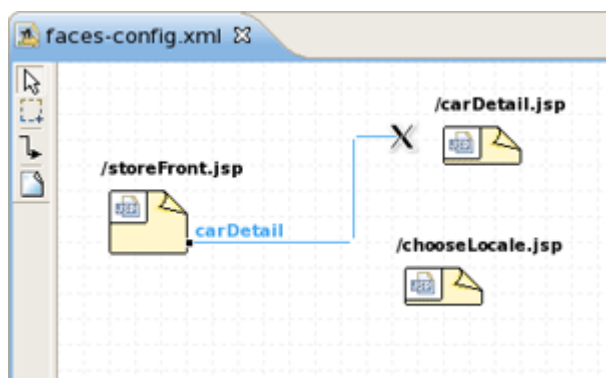 faces-config.xml
/carDetail.jsp
/storeFront.jsp
carDetail
/chooseLocale.jsp